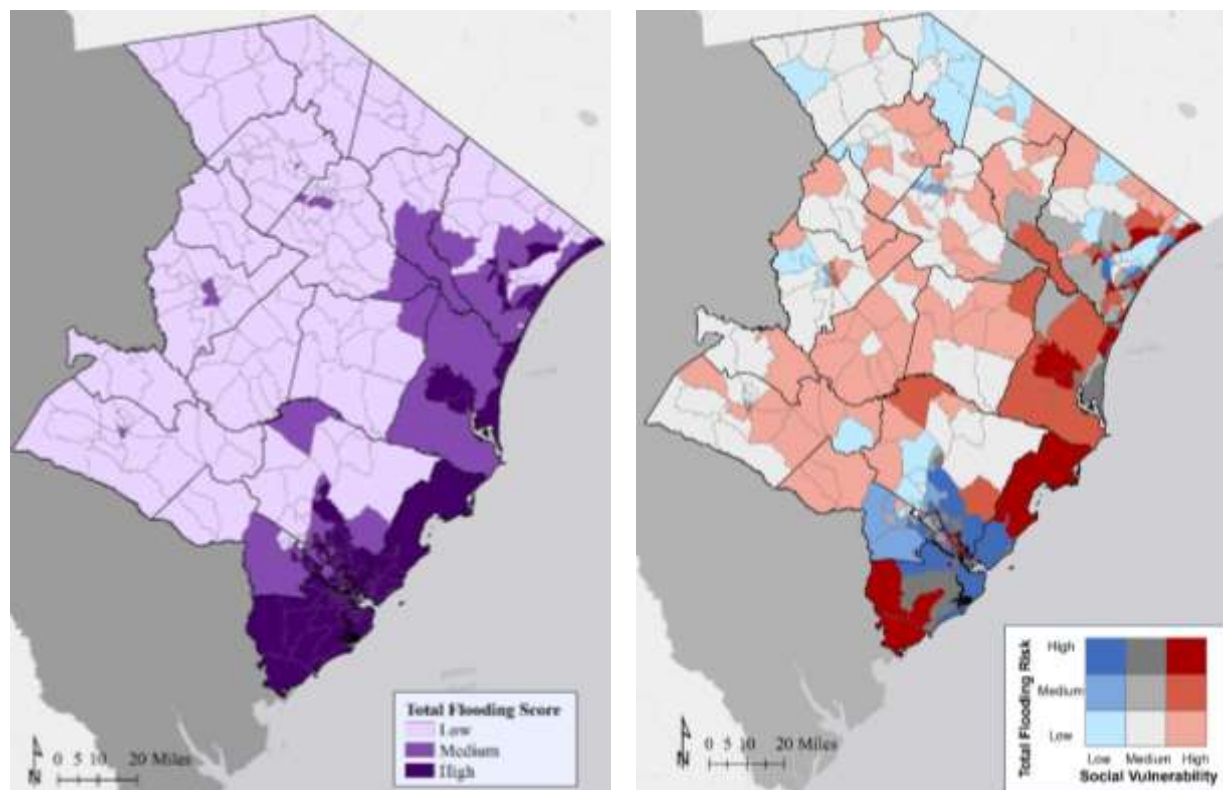 Total Flooding Score
Low
Medium
High
0 5 10 20 Miles
N
0 5 10 20 Miles
N
Total Flooding Risk
High
Medium
Low
Low Medium High
Social Vulnerability